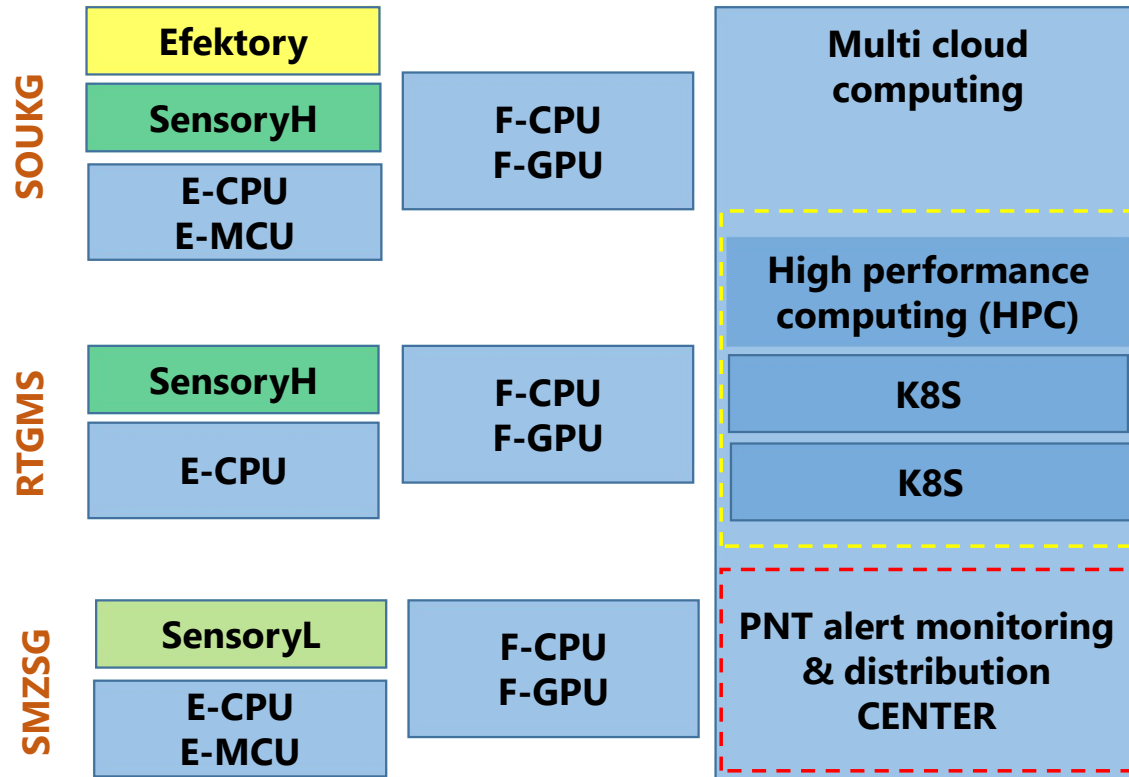 SOUKG
Efektory
SensoryH
E-CPU
E-MCU
F-CPU
F-GPU
RTGMS
SensoryH
E-CPU
F-CPU
F-GPU
SMZSG
SensoryL
E-CPU
E-MCU
F-CPU
F-GPU
Multi cloud
computing
High performance
computing (HPC)
K8S
K8S
PNT alert monitoring
& distribution
CENTER